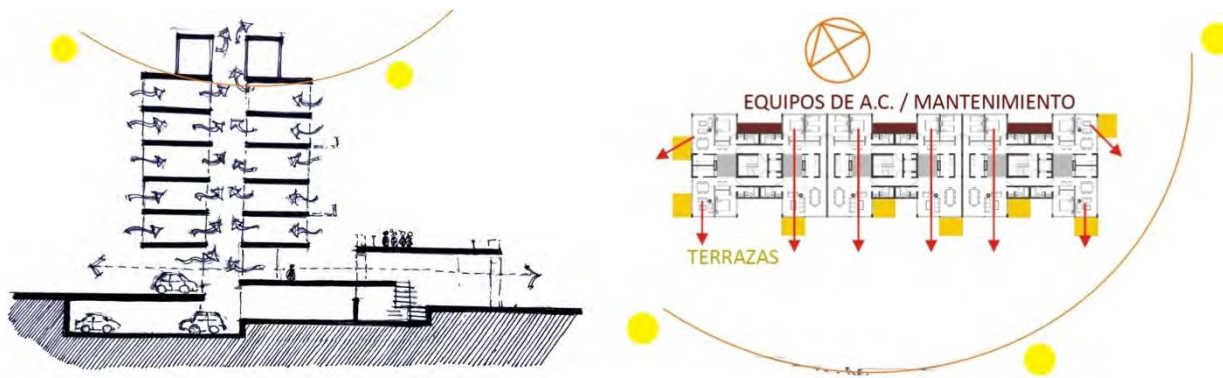 EQUIPOS DE A.C. / MANTENIMIENTO
TERRAZAS